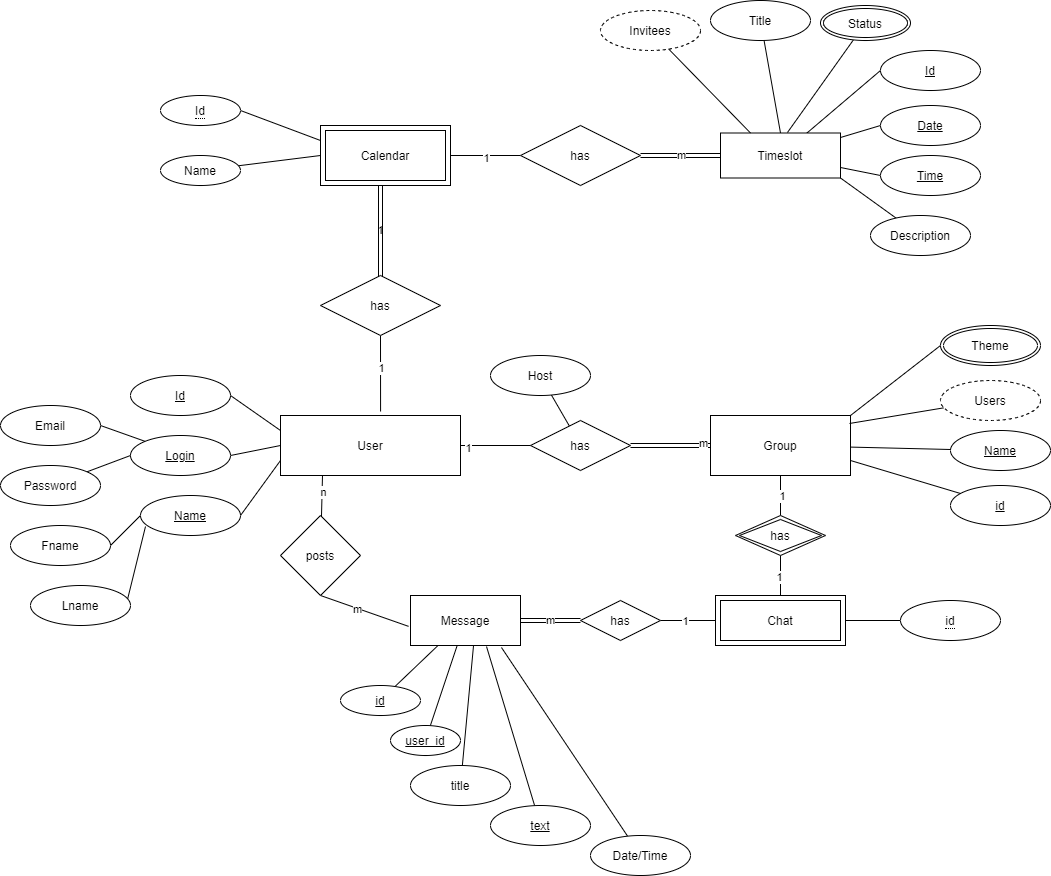 Invitees
Title
Status
Id
Id
Date
Calendar
1
has
m
Timeslot
Name
Time
Description
1
has
1
Theme
Host
Id
Users
Email
Login
User
1
has
m
Group
Name
Password
n
1
id
Name
has
Fname
posts
1
Lname
m
Message
m
has
1
Chat
id
id
user_id
title
text
Date/Time